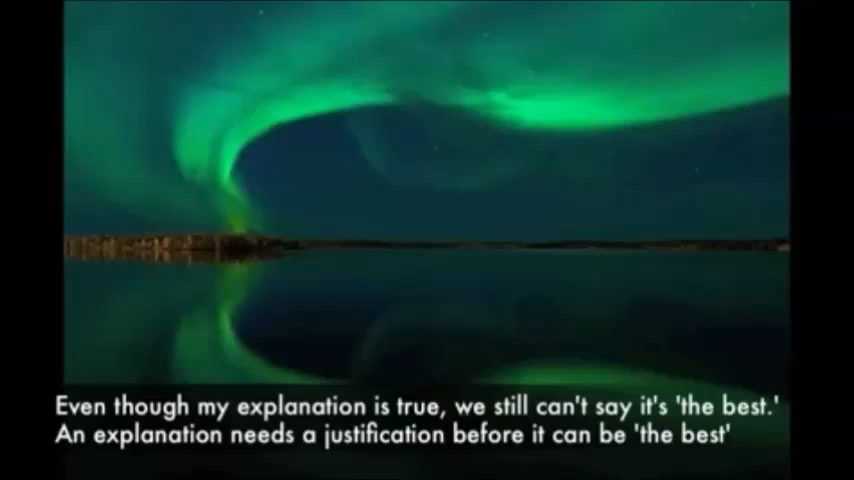 Even though my explanation is true, we still can't say it's 'the best.'
An explanation needs a justification before it can be 'the best'